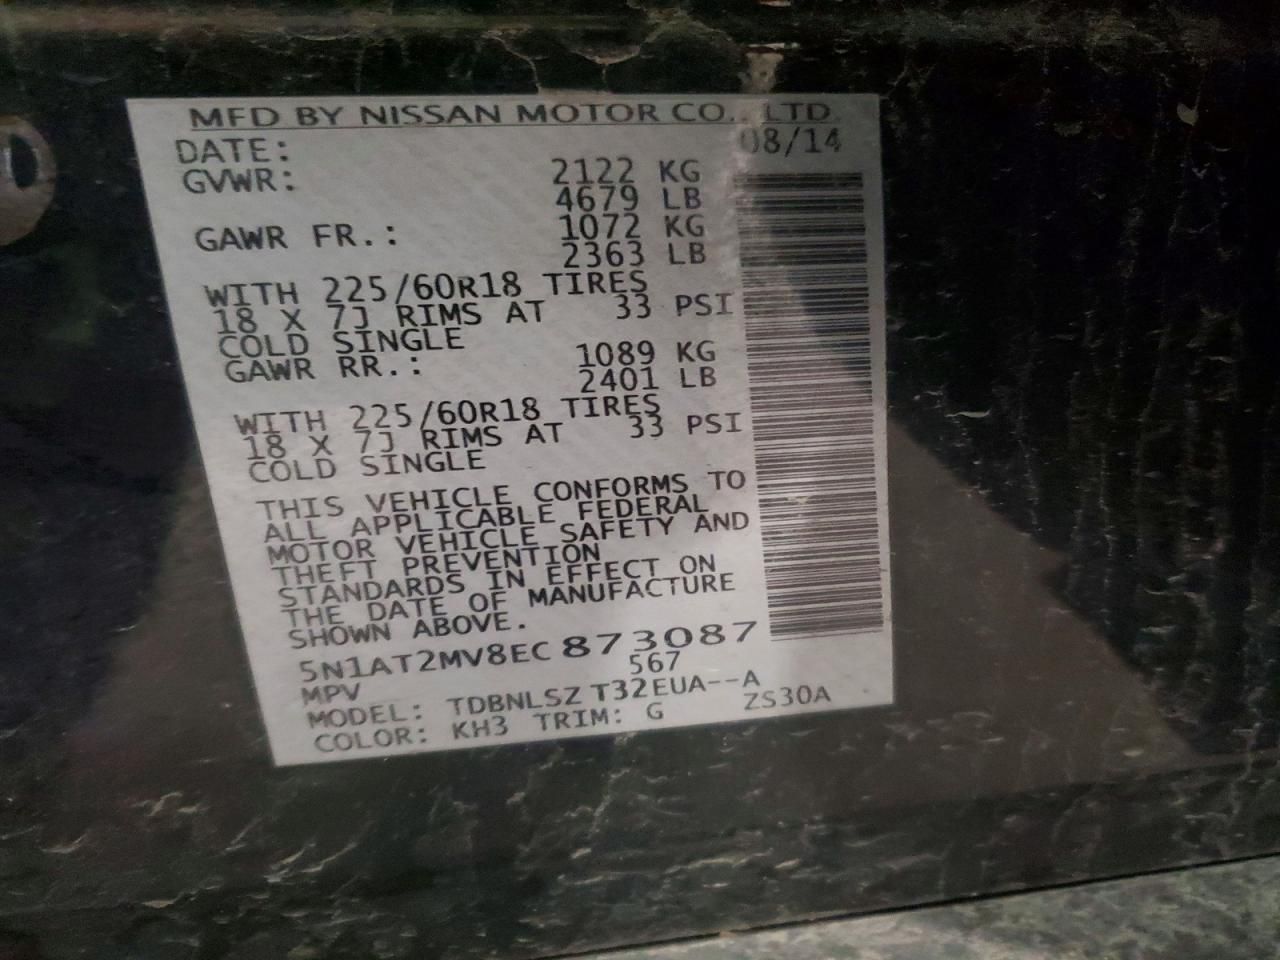 MFD BY NISSAN MOTOR CO., LTD
DATE: 08/14
GVWR: 2122 KG
4679 LB
GAWR FR.: 1072 KG
2363 LB
WITH 225/60R18 TIRES
18 X 7J RIMS AT 33 PSI
COLD SINGLE
GAWR RR.: 1089 KG
2401 LB
WITH 225/60R18 TIRES
18 X 7J RIMS AT 33 PSI
COLD SINGLE
THIS VEHICLE CONFORMS TO
ALL APPLICABLE FEDERAL
MOTOR VEHICLE SAFETY AND
THEFT PREVENTION
STANDARDS IN EFFECT ON
THE DATE OF MANUFACTURE
SHOWN ABOVE.
5N1AT2MV8EC873087
MPV 567
MODEL: TDBNLSZ T32EUA--A
COLOR: KH3 TRIM: G ZS30A